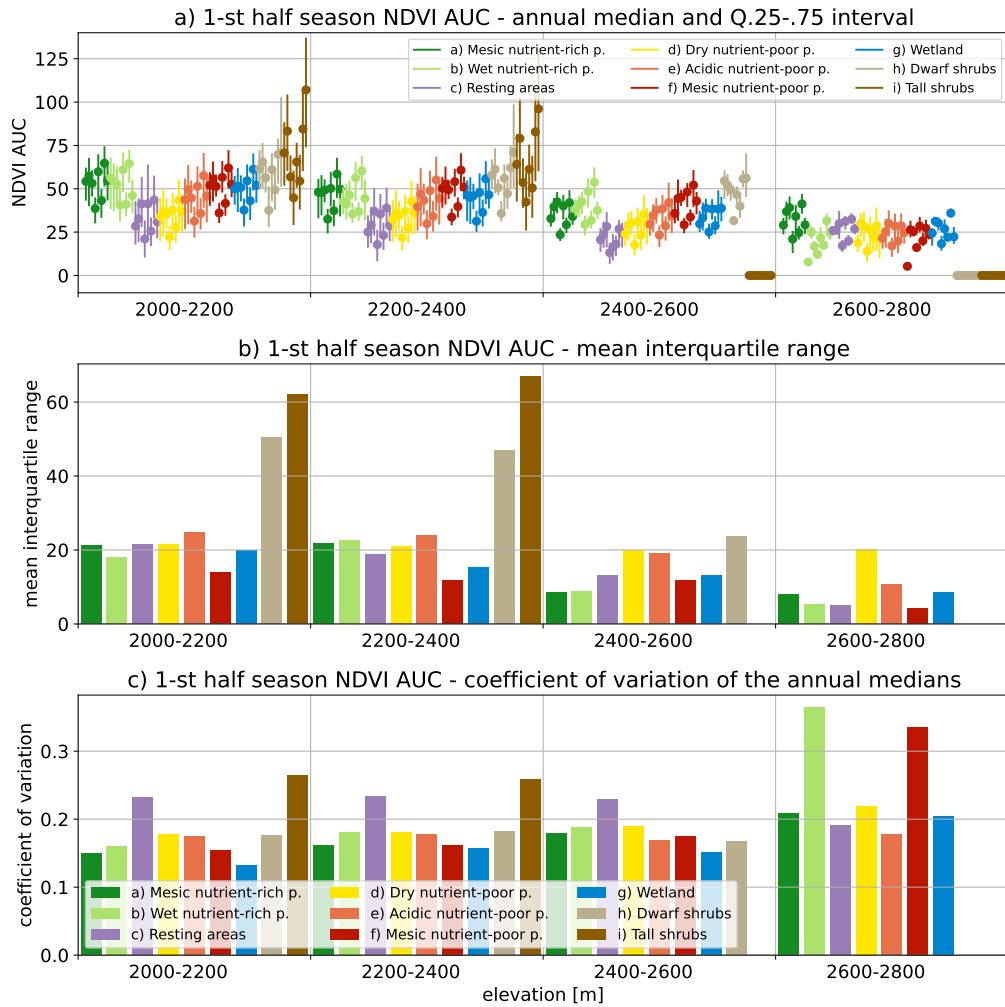 a) 1-st half season NDVI AUC - annual median and Q.25-.75 interval
NDVI AUC
125
100
75
50
25
0
a) Mesic nutrient-rich p.
b) Wet nutrient-rich p.
c) Resting areas
d) Dry nutrient-poor p.
e) Acidic nutrient-poor p.
f) Mesic nutrient-poor p.
g) Wetland
h) Dwarf shrubs
i) Tall shrubs
2000-2200 2200-2400 2400-2600 2600-2800
b) 1-st half season NDVI AUC - mean interquartile range
mean interquartile range
60
40
20
0
2000-2200 2200-2400 2400-2600 2600-2800
c) 1-st half season NDVI AUC - coefficient of variation of the annual medians
coefficient of variation
0.3
0.2
0.1
0.0
a) Mesic nutrient-rich p.
b) Wet nutrient-rich p.
c) Resting areas
d) Dry nutrient-poor p.
e) Acidic nutrient-poor p.
f) Mesic nutrient-poor p.
g) Wetland
h) Dwarf shrubs
i) Tall shrubs
2000-2200 2200-2400 2400-2600 2600-2800
elevation [m]